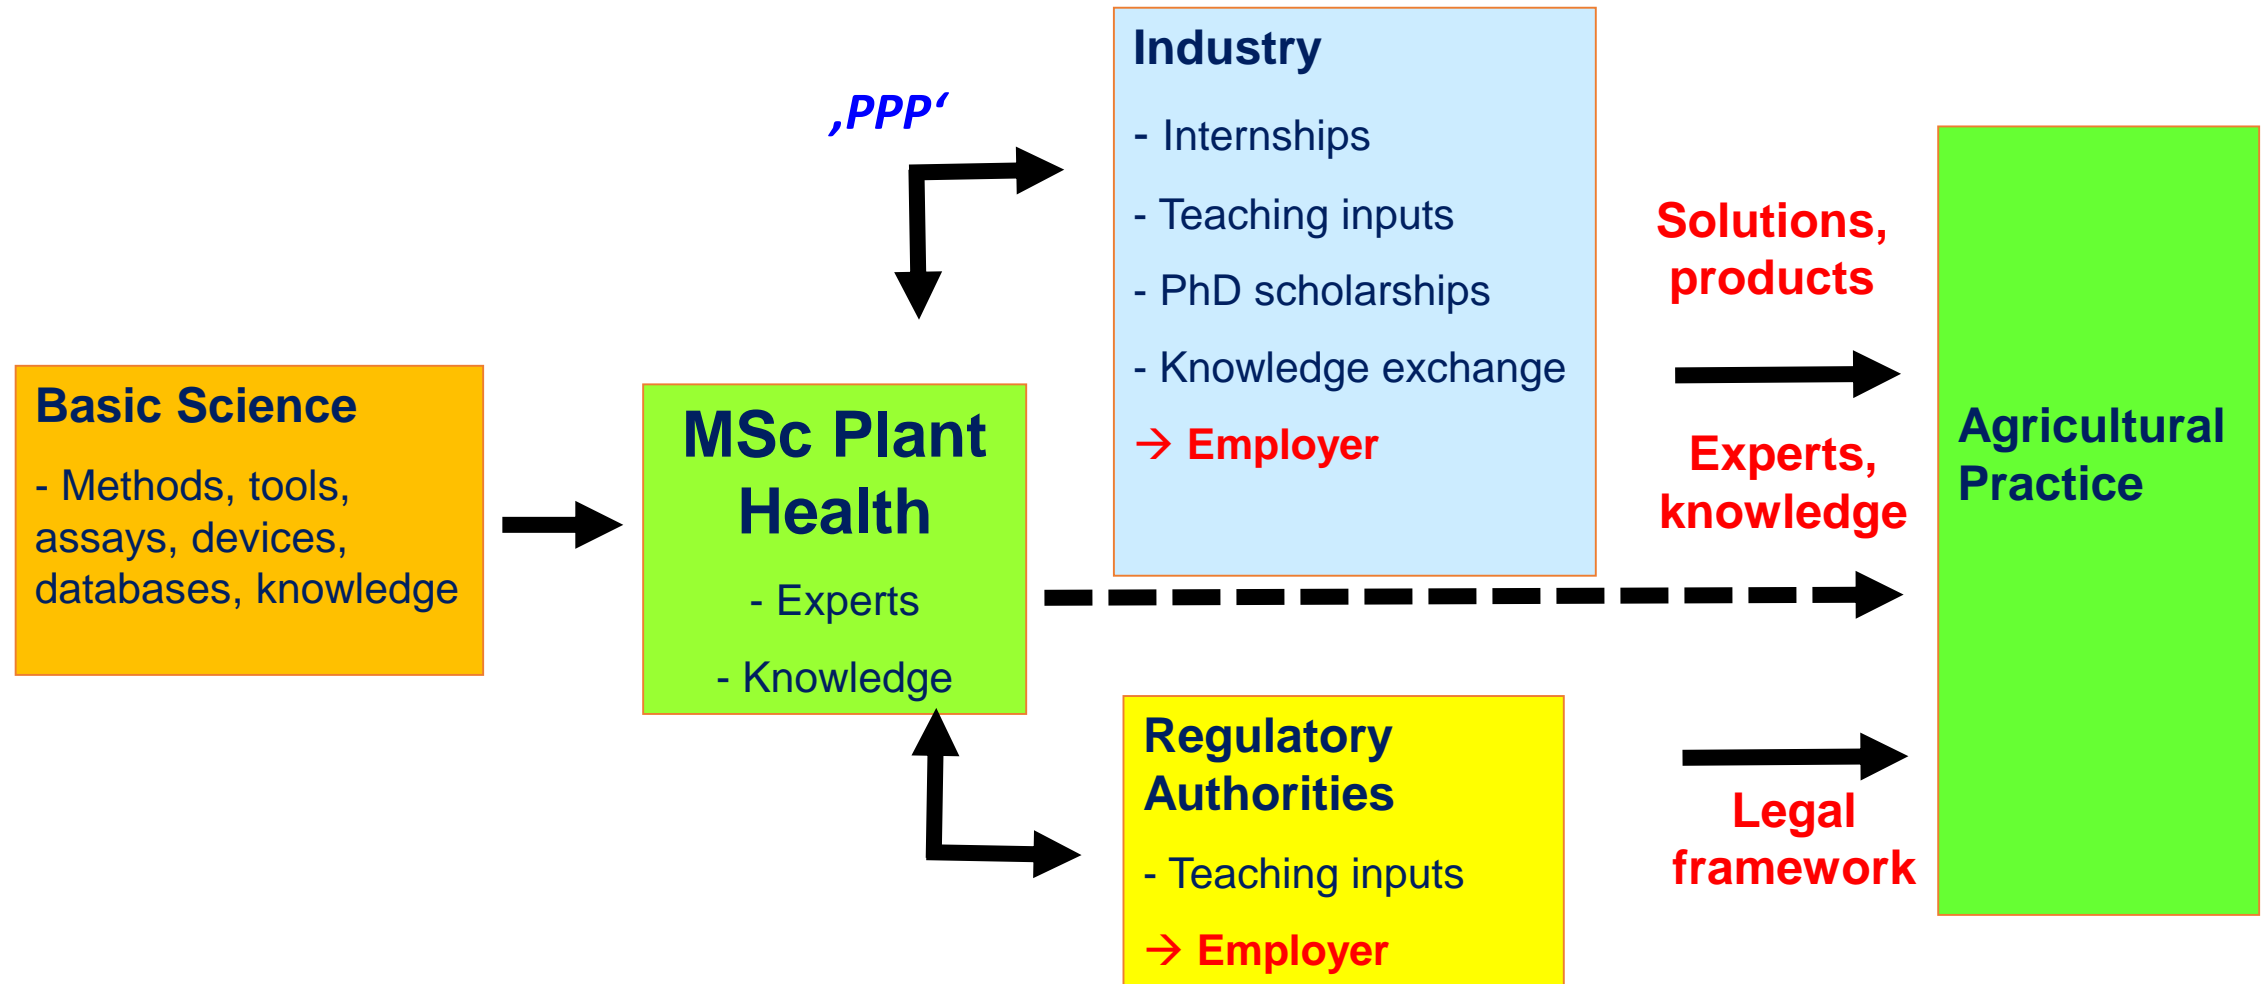 Basic Science
- Methods, tools,
assays, devices,
databases, knowledge
MSc Plant
Health
- Experts
- Knowledge
‚PPP‘
Industry
- Internships
- Teaching inputs
- PhD scholarships
- Knowledge exchange
→ Employer
Regulatory
Authorities
- Teaching inputs
→ Employer
Solutions,
products
Experts,
knowledge
Legal
framework
Agricultural
Practice